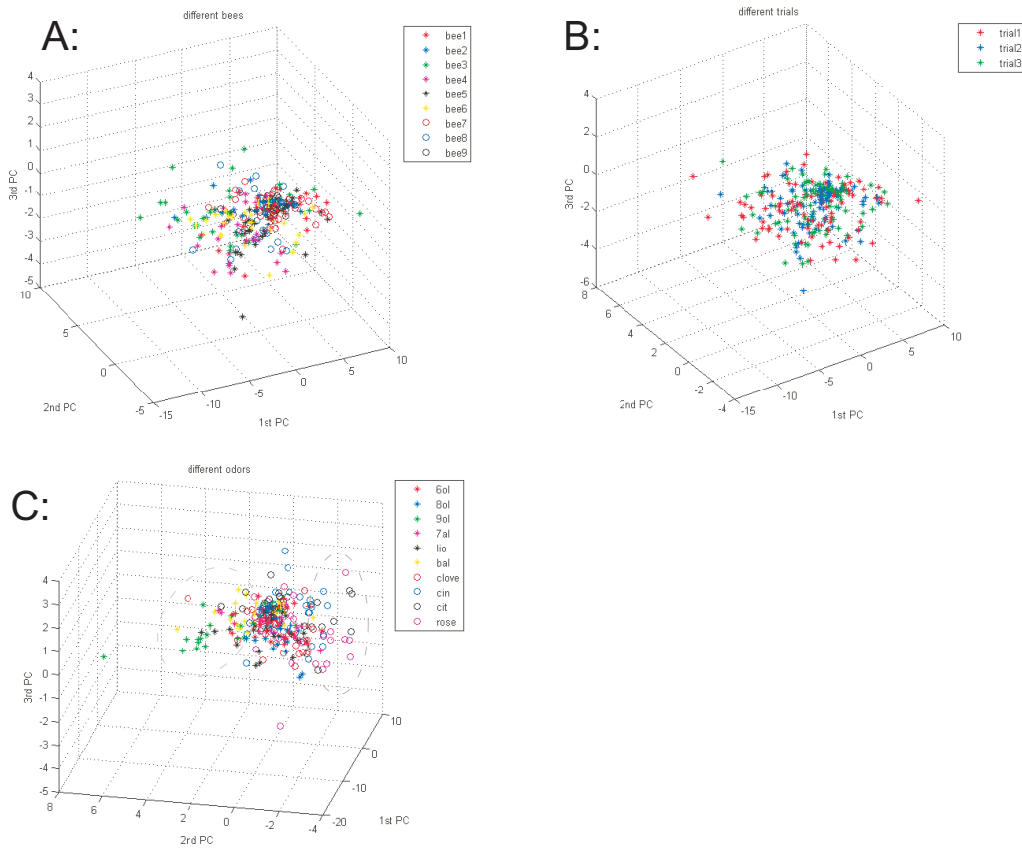 A:
different bees
bee1
bee2
bee3
bee4
bee5
bee6
bee7
bee8
bee9
4
3
3
2
1
0
-1
-2
-3
-4
-5
3rd PC
10
5
0
-5
2nd PC
-15
-10
-5
0
5
10
1st PC
B:
different trials
trial1
trial2
trial3
4
2
0
-2
-4
-6
3rd PC
8
6
4
2
0
-2
-4
2nd PC
-15
-10
-5
0
5
10
1st PC
C:
different odors
6ol
8ol
9ol
7al
lio
bal
clove
cin
cit
rose
4
3
2
1
0
-1
-2
-3
-4
-5
3rd PC
8
6
4
2
0
-2
-4
2rd PC
-20
-10
0
10
1st PC